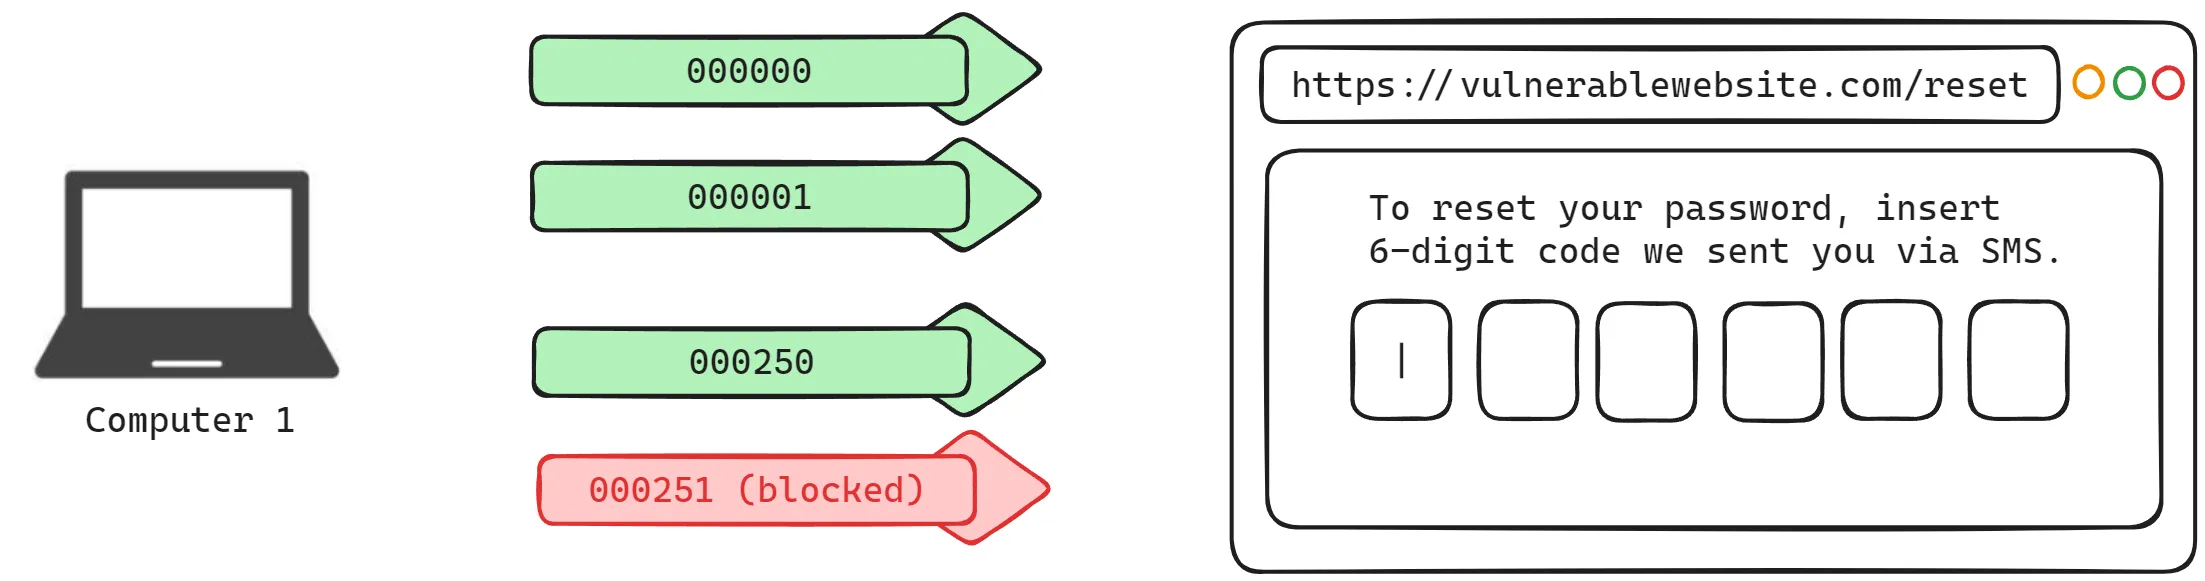 000000
000001
000250
000251 (blocked)
Computer 1
https://vulnerablewebsite.com/reset
To reset your password, insert
6-digit code we sent you via SMS.